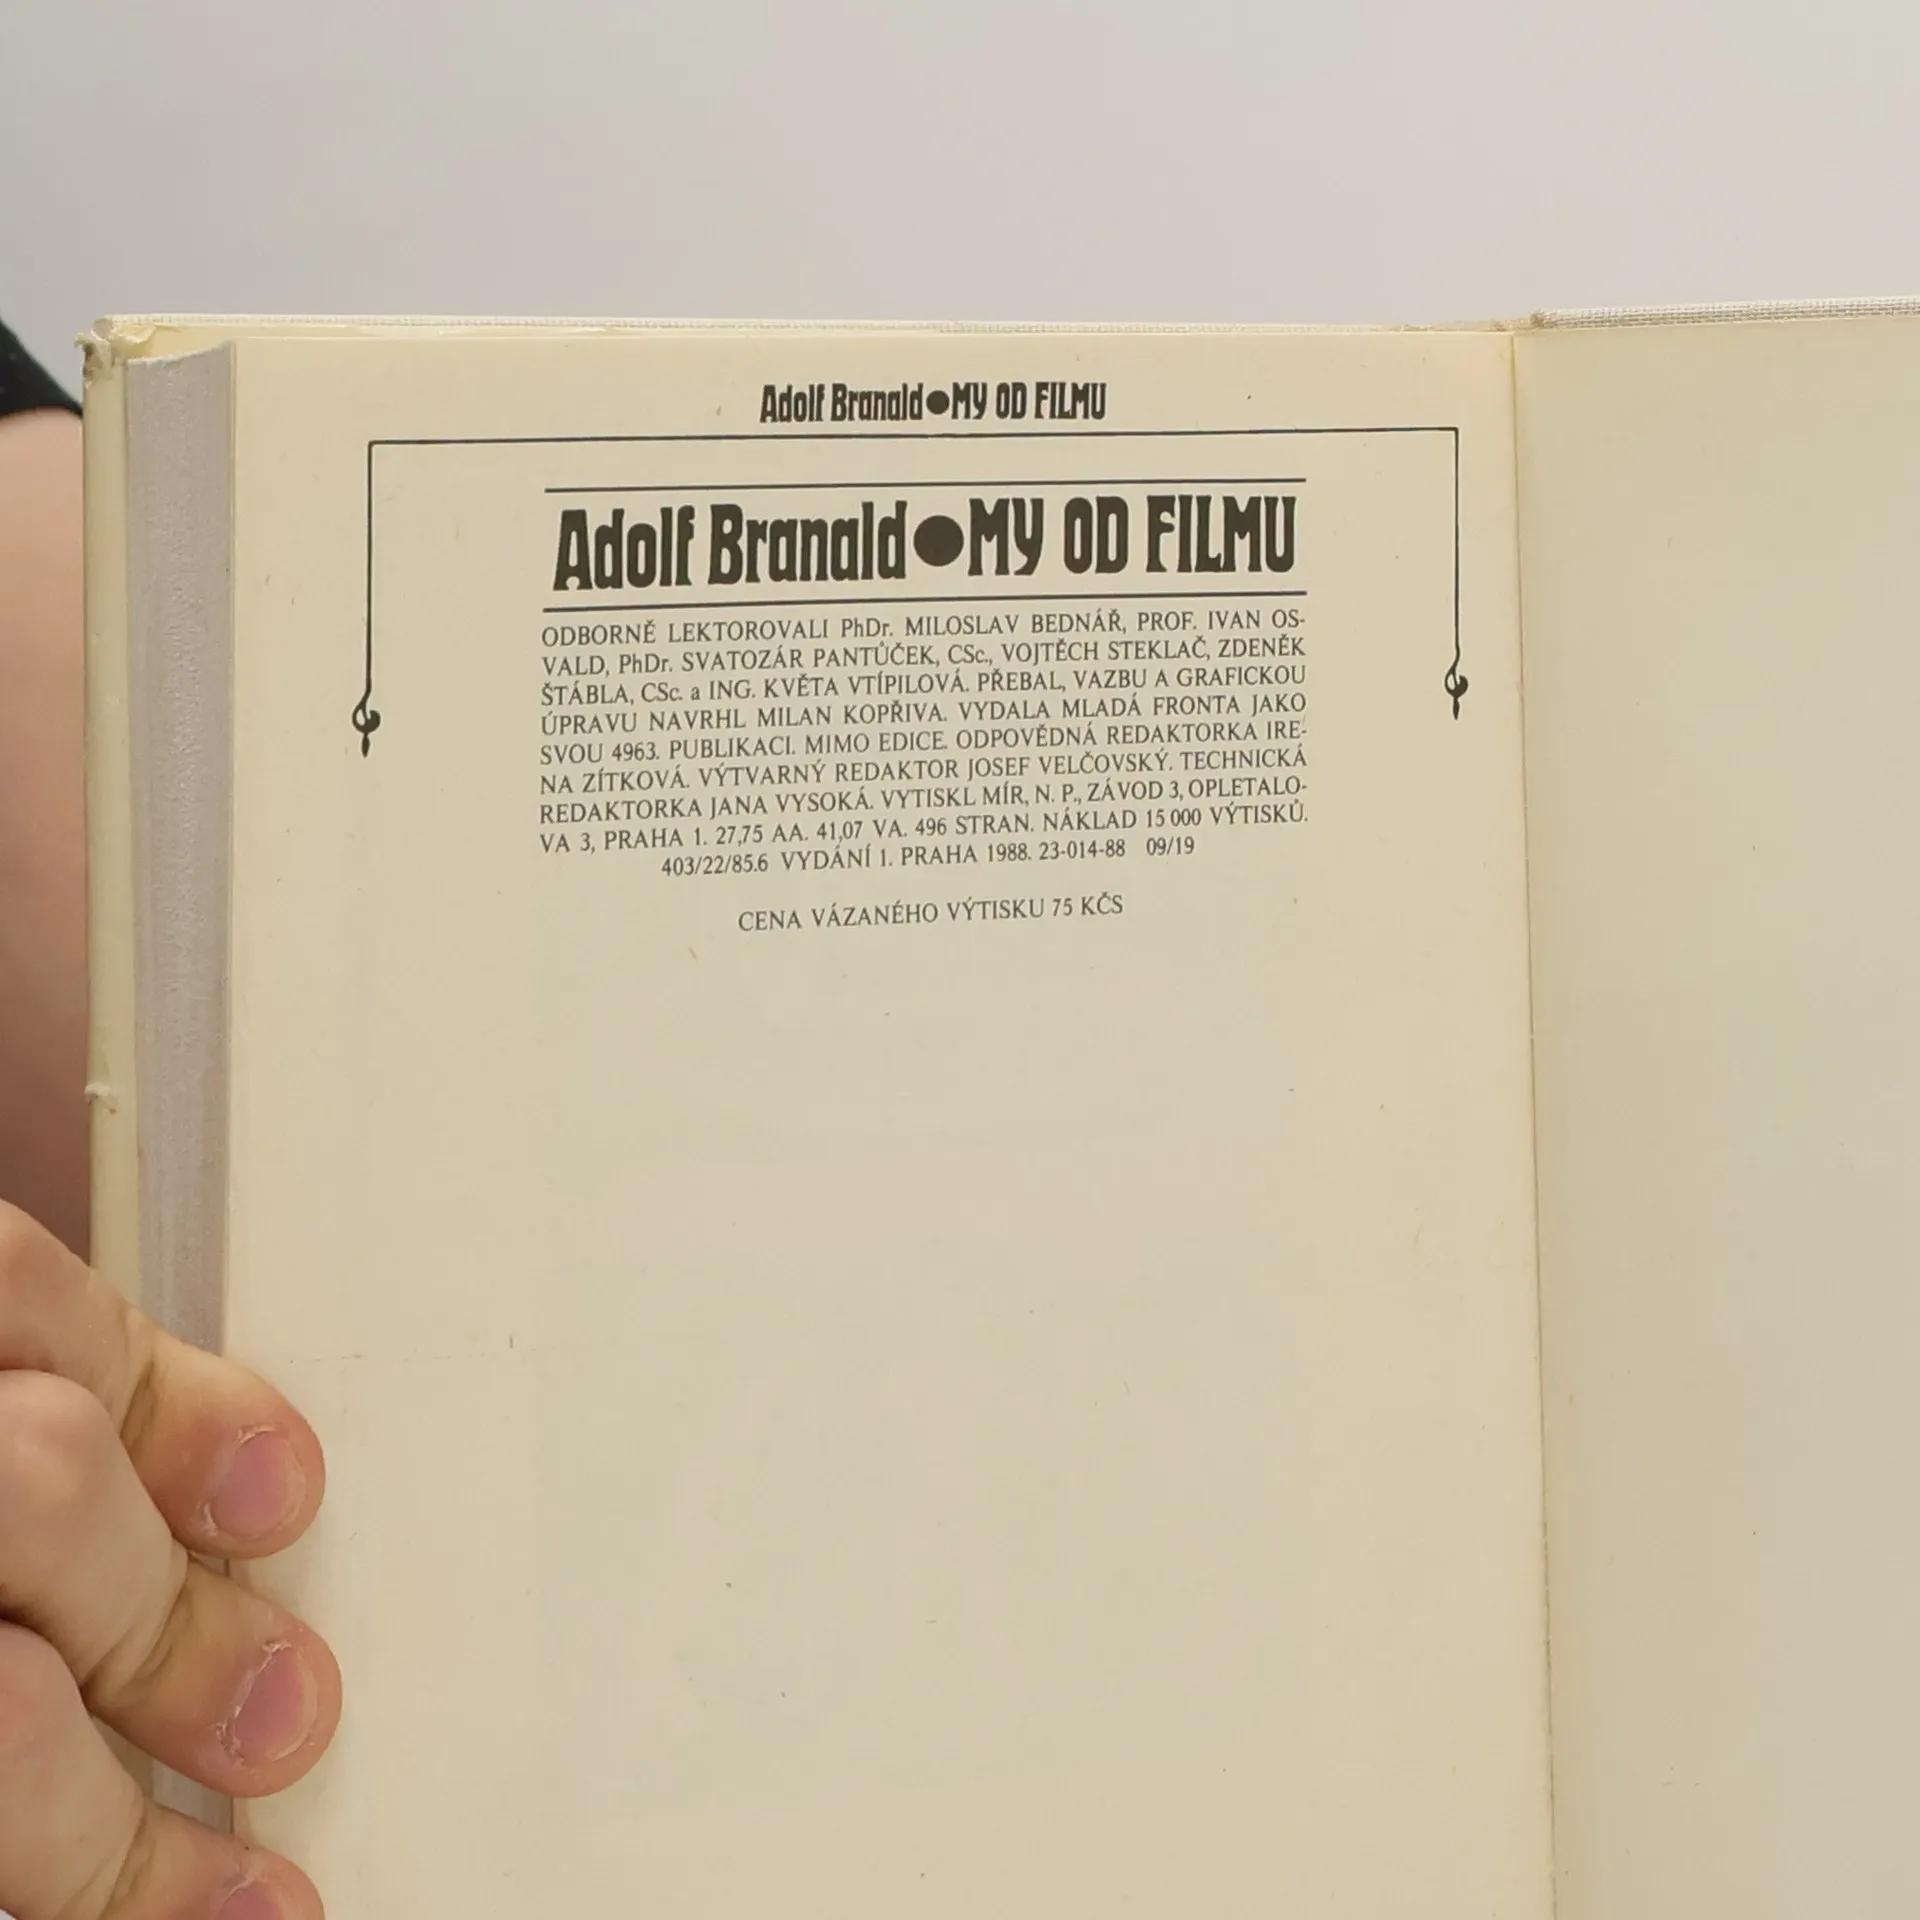 Adolf Branald●MY OD FILMU
Adolf Branald●MY OD FILMU
ODBORNĚ LEKTOROVALI PhDr. MILOSLAV BEDNÁŘ, PROF. IVAN OS-
VALD, PhDr. SVATOZÁR PANTŮČEK, CSc., VOJTĚCH STEKLAČ, ZDENĚK
ŠTÁBLA, CSc. a ING. KVĚTA VTÍPILOVÁ. PŘEBAL, VAZBU A GRAFICKOU
ÚPRAVU NAVRHL MILAN KOPŘIVA. VYDALA MLADÁ FRONTA JAKO
SVOU 4963. PUBLIKACI. MIMO EDICE. ODPOVĚDNÁ REDAKTORKA IRE-
NA ZÍTKOVÁ. VÝTVARNÝ REDAKTOR JOSEF VELČOVSKÝ. TECHNICKÁ
REDAKTORKA JANA VYSOKÁ. VYTISKL MÍR, N. P., ZÁVOD 3, OPLETALO-
VA 3, PRAHA 1. 27,75 AA. 41,07 VA. 496 STRAN. NÁKLAD 15 000 VÝTISKŮ.
403/22/85.6 VYDÁNÍ 1. PRAHA 1988. 23-014-88 09/19
CENA VÁZANÉHO VÝTISKU 75 KČS